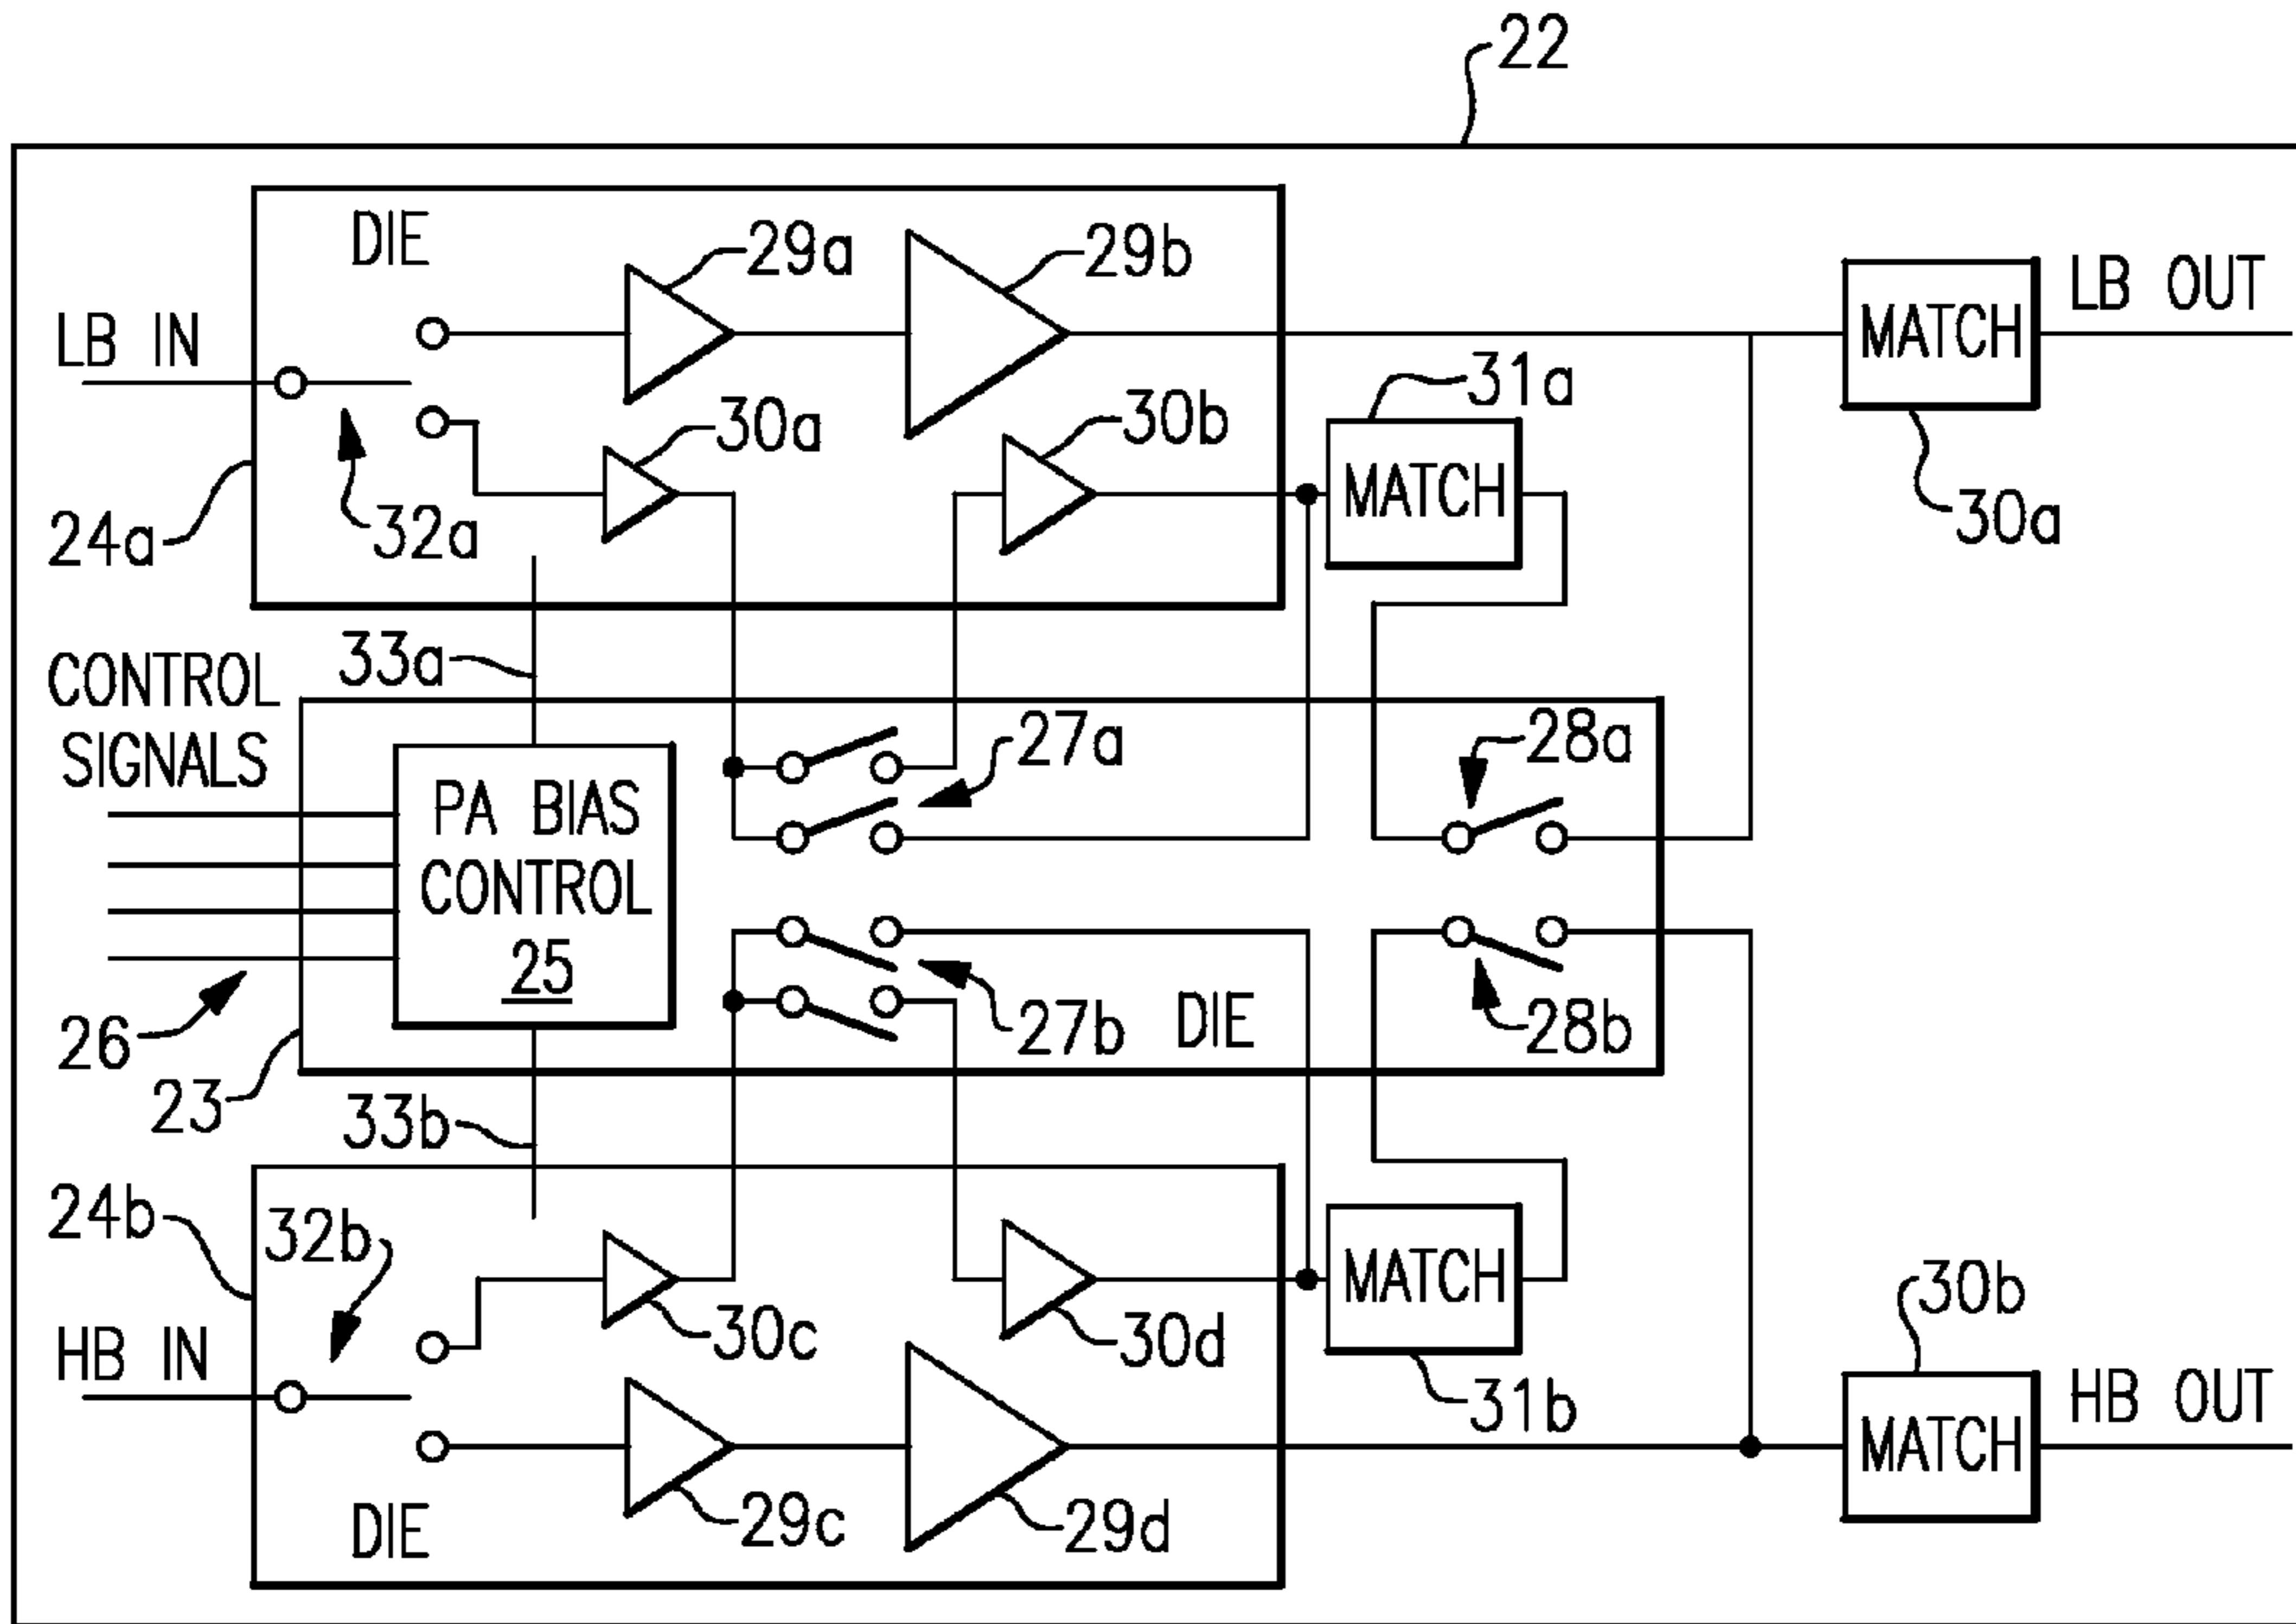 22
DIE
29a
29b
LB IN
LB OUT
MATCH
31a
30a
30b
MATCH
24a
32a
30a
33a
CONTROL
SIGNALS
27a
28a
PA BIAS
CONTROL
25
26
27b
DIE
28b
23
33b
24b
32b
MATCH
30b
30c
30d
HB IN
31b
HB OUT
MATCH
29c
29d
DIE